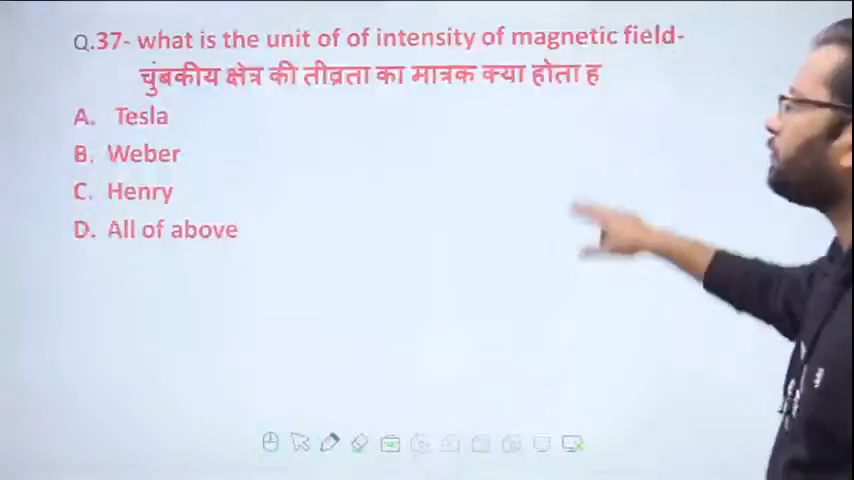 Q.37- what is the unit of of intensity of magnetic field-
चुंबकीय क्षेत्र की तीव्रता का मात्रक क्या होता ह
A. Tesla
B. Weber
C. Henry
D. All of above